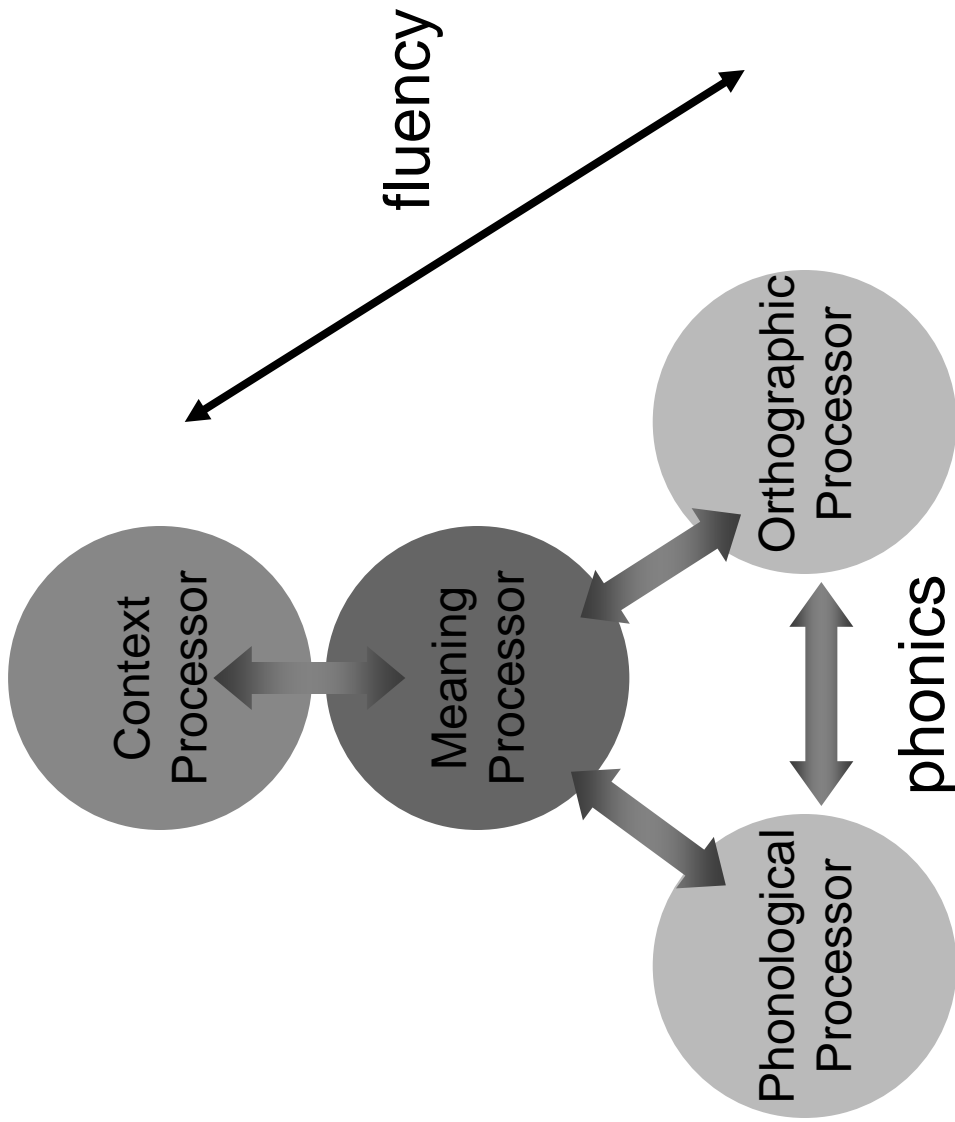 Context
Processor
Meaning
Processor
Phonological
Processor
Orthographic
Processor
phonics
fluency